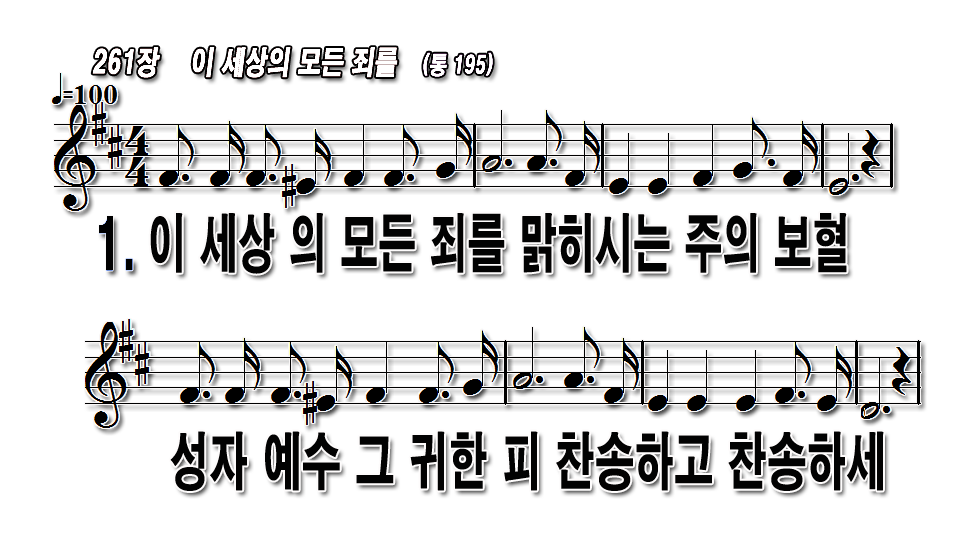 261장 이 세상의 모든 죄를 (통 195)
♩=100
4
4
1. 이 세상 의 모든 죄를 맑히시는 주의 보혈
성자 예수 그 귀한 피 찬송하고 찬송하세